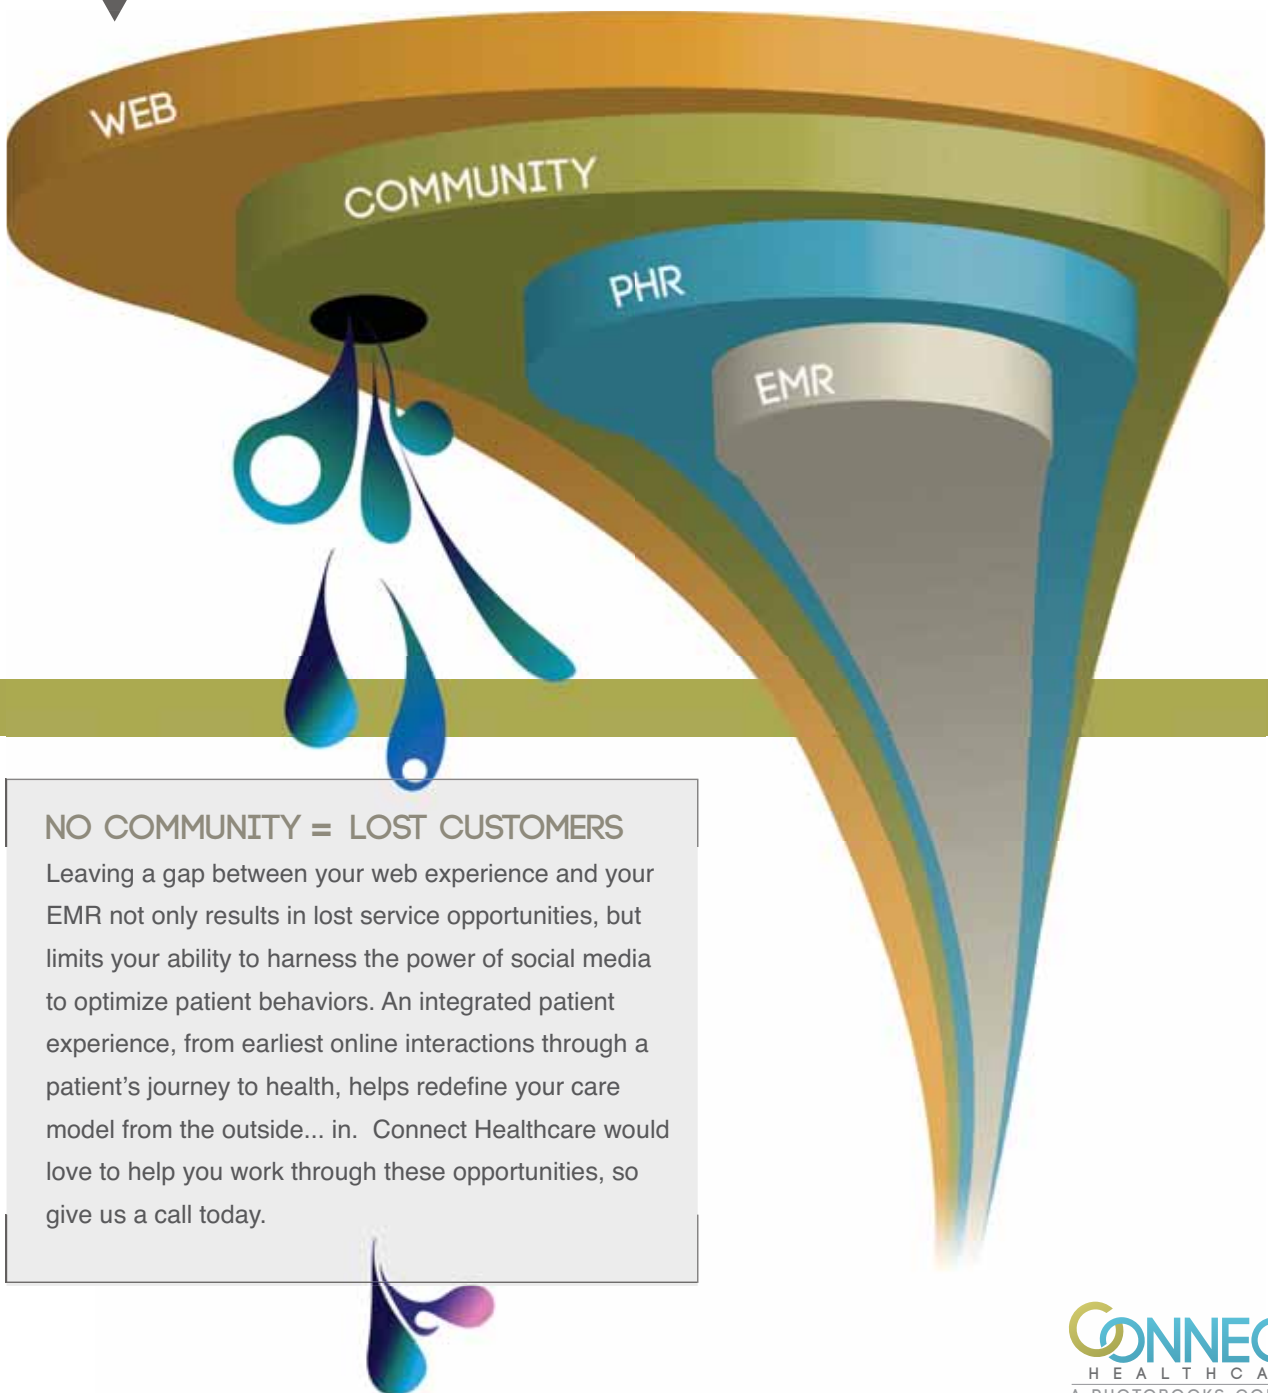 WEB
COMMUNITY
PHR
EMR
NO COMMUNITY = LOST CUSTOMERS
Leaving a gap between your web experience and your
EMR not only results in lost service opportunities, but
limits your ability to harness the power of social media
to optimize patient behaviors. An integrated patient
experience, from earliest online interactions through a
patient's journey to health, helps redefine your care
model from the outside... in. Connect Healthcare would
love to help you work through these opportunities, so
give us a call today.
CONNEC
HEALTHCA